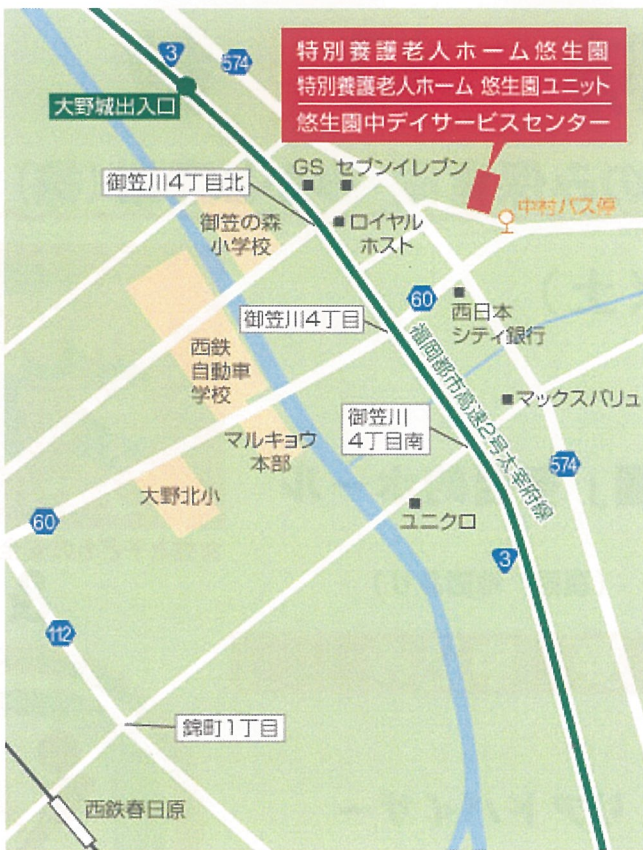 3
574
特別養護老人ホーム悠生園
特別養護老人ホーム 悠生園ユニット
悠生園中デイサービスセンター
大野城出入口
GS セブンイレブン
御笠川4丁目北
中村バス停
御笠の森
小学校
ロイヤル
ホスト
60
西日本
シティ銀行
御笠川4丁目
西鉄
自動車
学校
福岡都市高速2号太宰府線
マックスバリュ
御笠川
4丁目南
マルキョウ
本部
574
大野北小
ユニクロ
60
3
112
錦町1丁目
西鉄春日原